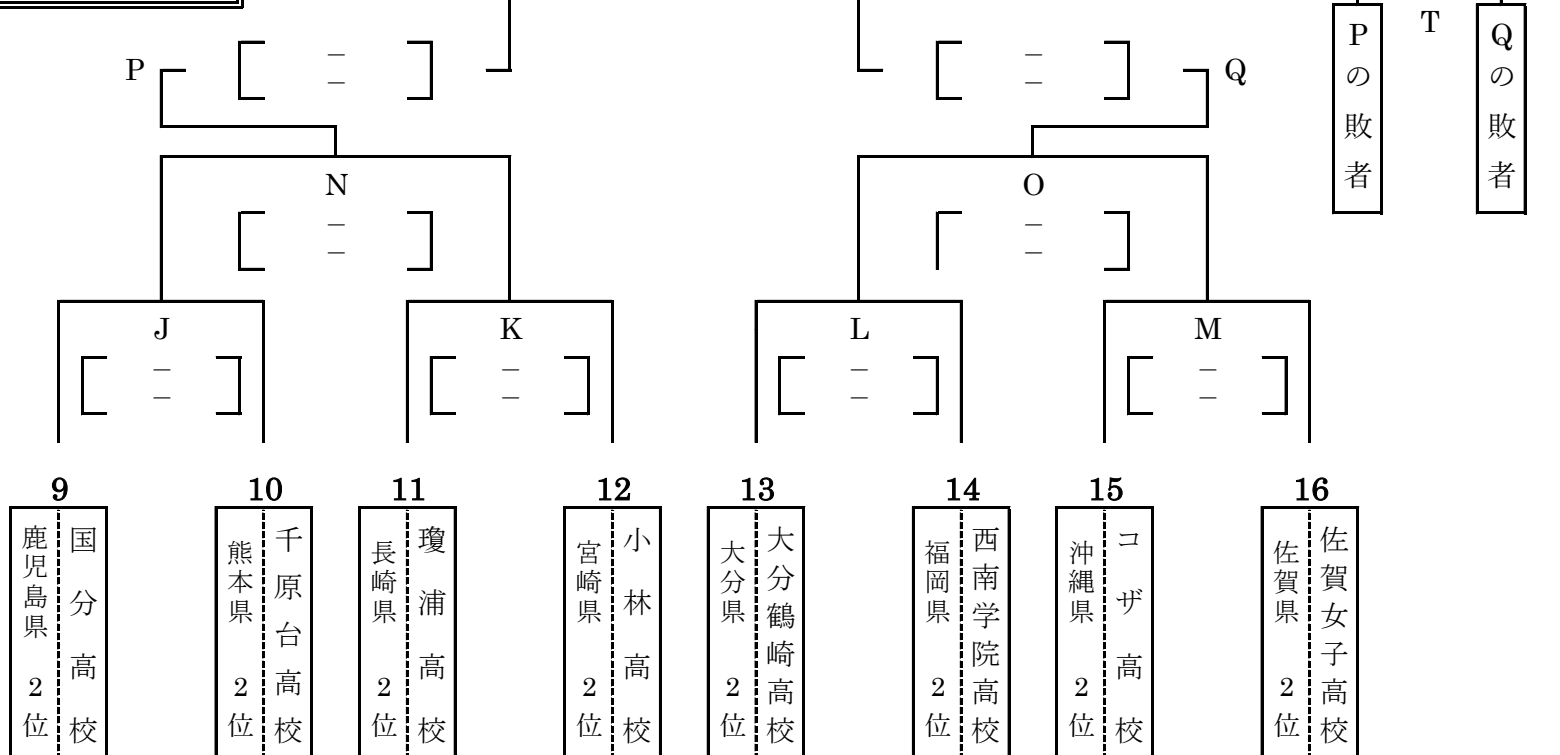 Pの敗者
T
Qの敗者
P
－
－
－
－
Q
N
－
－
O
－
－
J
－
－
K
－
－
L
－
－
M
－
－
9
10
11
12
13
14
15
16
鹿児島県 2位
国分高校
熊本県 2位
千原台高校
長崎県 2位
瓊浦高校
宮崎県 2位
小林高校
大分県 2位
大分鶴崎高校
福岡県 2位
西南学院高校
沖縄県 2位
コザ高校
佐賀県 2位
佐賀女子高校